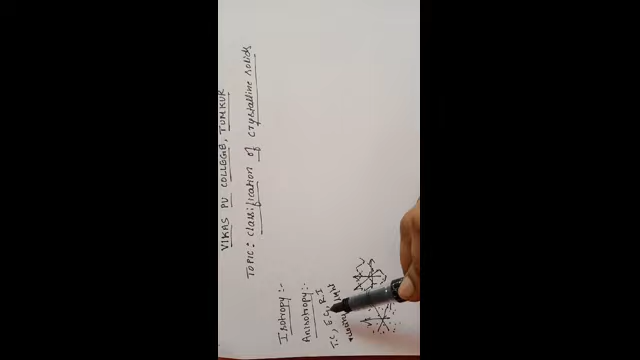 VIKAS PU COLLEGE, TUMKUR
TOPIC: Classification of crystalline solids
Isotropy :-
Anisotropy :-
T.C, E.C, R.I